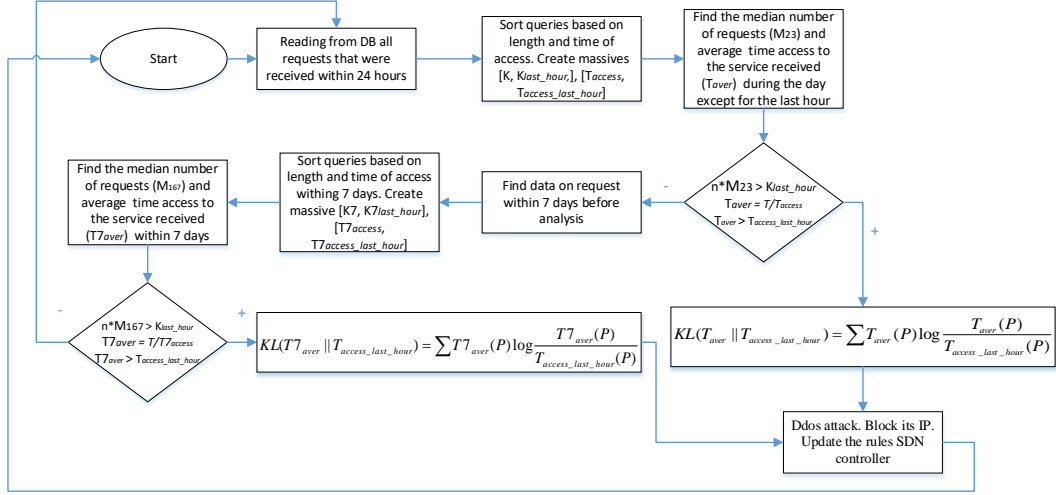 Start
Reading from DB all
requests that were
received within 24 hours
Sort queries based on
length and time of
access. Create massives
[K, Klast_hour,], [Taccess,
Taccess_last_hour]
Find the median number
of requests (M23) and
average time access to
the service received
(Taver) during the day
except for the last hour
n*M23 > Klast_hour
Taver = T/Taccess
Taver > Taccess_last_hour
-
+
Find data on request
within 7 days before
analysis
Sort queries based on
length and time of access
withing 7 days. Create
massive [K7, K7last_hour],
[T7access,
T7access_last_hour]
Find the median number
of requests (M167) and
average time access to
the service received
(T7aver) within 7 days
n*M167 > Klast_hour
T7aver = T/T7access
T7aver > Taccess_last_hour
-
+
KL(T7aver || Taccess_last_hour) = ∑ T7aver(P) log T7aver(P) / Taccess_last_hour(P)
KL(Taver || Taccess_last_hour) = ∑ Taver(P) log Taver(P) / Taccess_last_hour(P)
Ddos attack. Block its IP.
Update the rules SDN
controller